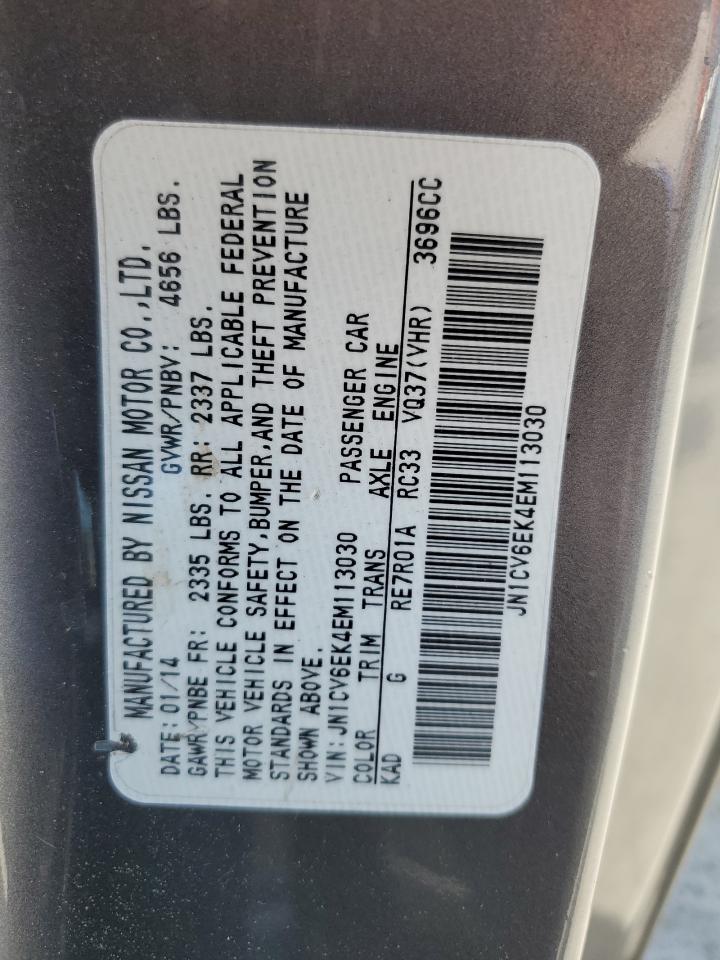 MANUFACTURED BY NISSAN MOTOR CO.,LTD.
DATE: 01/14 GVWR/PNBV: 4656 LBS.
GAWR/PNBE FR: 2335 LBS. RR: 2337 LBS.
THIS VEHICLE CONFORMS TO ALL APPLICABLE FEDERAL
MOTOR VEHICLE SAFETY,BUMPER,AND THEFT PREVENTION
STANDARDS IN EFFECT ON THE DATE OF MANUFACTURE
SHOWN ABOVE.
VIN:JN1CV6EK4EM113030 PASSENGER CAR
COLOR TRIM TRANS AXLE ENGINE
KAD G RE7R01A RC33 VQ37(VHR) 3696CC
JN1CV6EK4EM113030